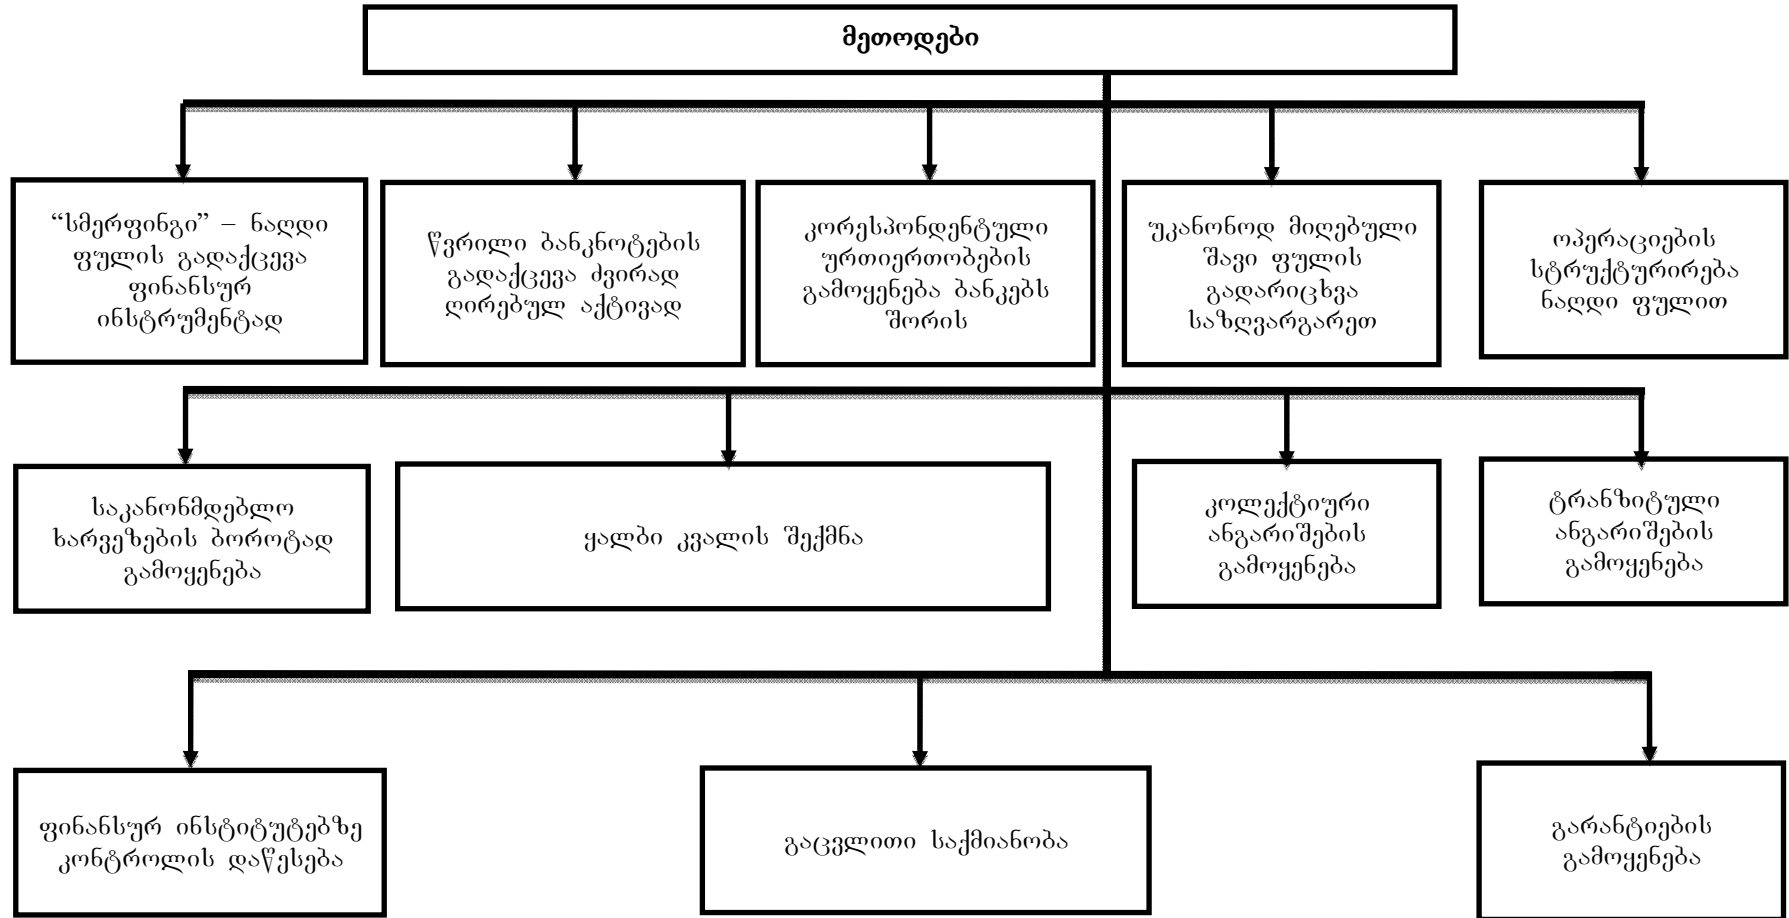 მეთოდები
“სმერფინგი” – ნაღდი
ფულის გადაქცევა
ფინანსურ
ინსტრუმენტად
წვრილი ბანკნოტების
გადაქცევა ძვირად
ღირებულ აქტივად
კორესპონდენტული
ურთიერთობების
გამოყენება ბანკებს
შორის
უკანონოდ მიღებული
შავი ფულის
გადარიცხვა
საზღვარგარეთ
ოპერაციების
სტრუქტურირება
ნაღდი ფულით
საკანონმდებლო
ხარვეზების ბოროტად
გამოყენება
ყალბი კვალის შექმნა
კოლექტიური
ანგარიშების
გამოყენება
ტრანზიტული
ანგარიშების
გამოყენება
ფინანსურ ინსტიტუტებზე
კონტროლის დაწესება
გაცვლითი საქმიანობა
გარანტიების
გამოყენება